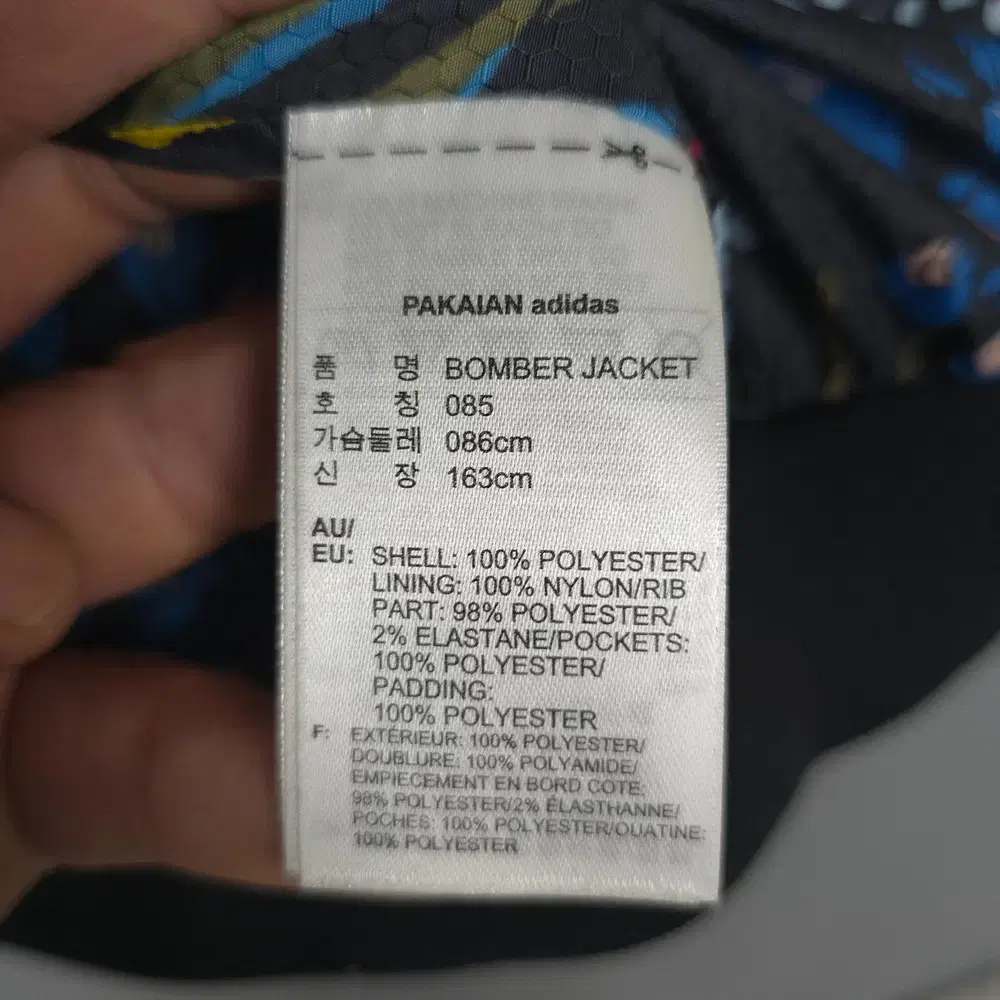 PAKAIAN adidas
품 명 BOMBER JACKET
호 칭 085
가슴둘레 086cm
신 장 163cm
AU/
EU: SHELL: 100% POLYESTER/
LINING: 100% NYLON/RIB
PART: 98% POLYESTER/
2% ELASTANE/POCKETS:
100% POLYESTER/
PADDING:
100% POLYESTER
F: EXTÉRIEUR: 100% POLYESTER/
DOUBLURE: 100% POLYAMIDE/
EMPIECEMENT EN BORD COTE:
98% POLYESTER/2% ÉLASTHANNE/
POCHES: 100% POLYESTER/OUATINE:
100% POLYESTER